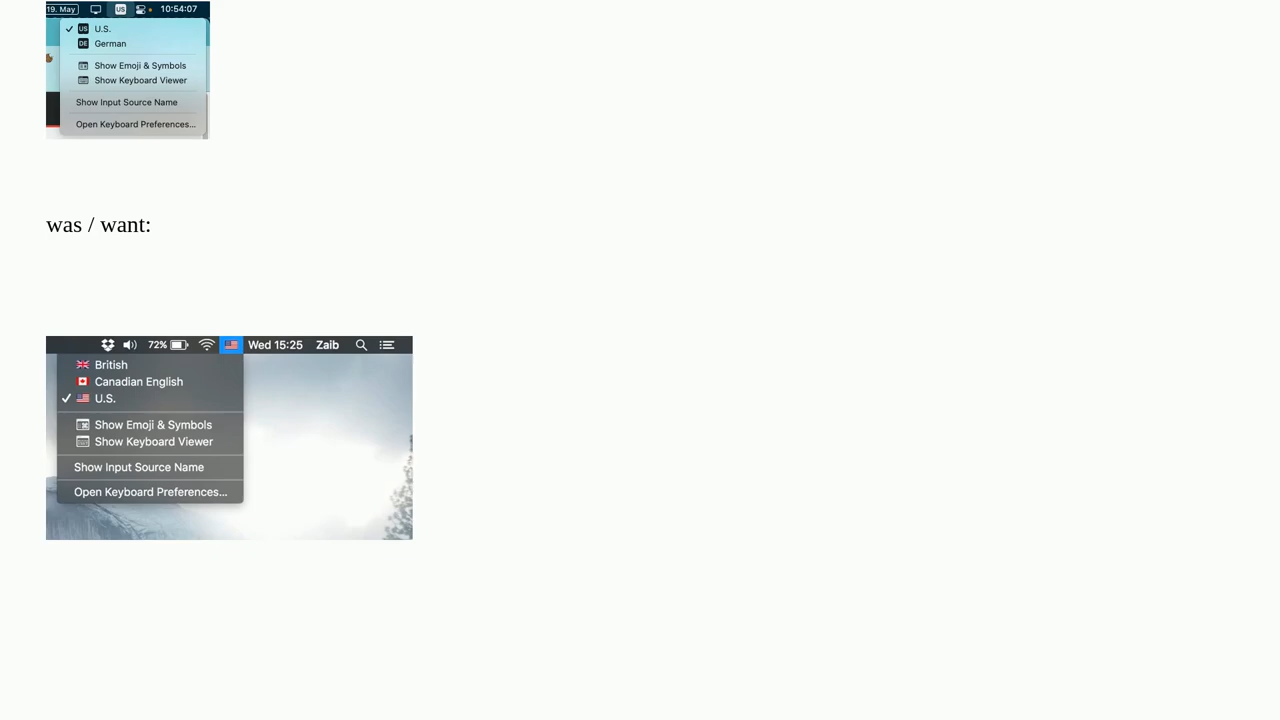 19. May US 10:54:07
US U.S.
DE German
Show Emoji & Symbols
Show Keyboard Viewer
Show Input Source Name
Open Keyboard Preferences...
was / want:
72% Wed 15:25 Zaib
British
Canadian English
U.S.
Show Emoji & Symbols
Show Keyboard Viewer
Show Input Source Name
Open Keyboard Preferences...